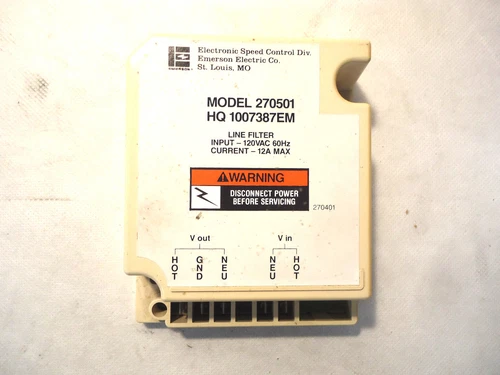 Electronic Speed Control Div.
Emerson Electric Co.
St. Louis, MO
EMERSON
MODEL 270501
HQ 1007387EM
LINE FILTER
INPUT – 120VAC 60Hz
CURRENT – 12A MAX
WARNING
DISCONNECT POWER
BEFORE SERVICING
270401
V out V in
HOT GND NEU NEU HOT